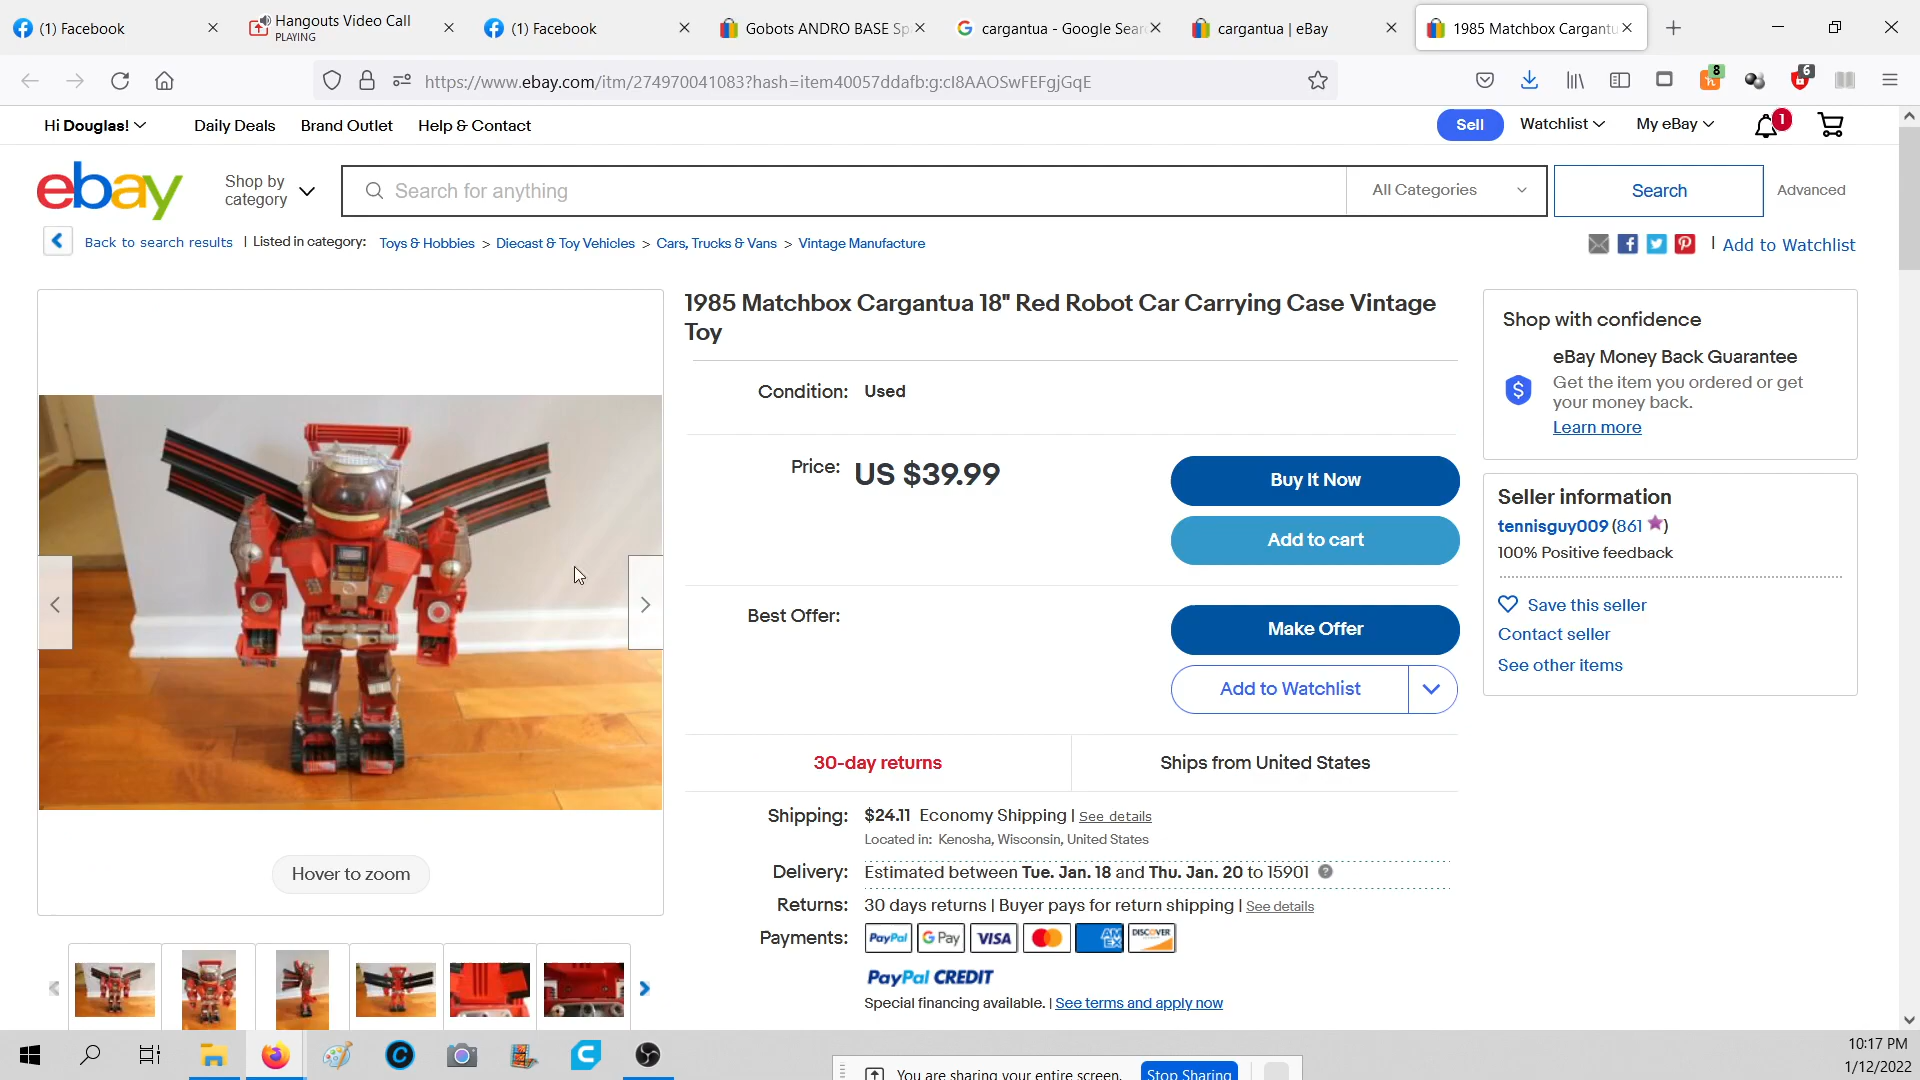 (1) Facebook
Hangouts Video Call
PLAYING
(1) Facebook
Gobots ANDRO BASE Sp
cargantua - Google Sear
cargantua | eBay
1985 Matchbox Cargantu
https://www.ebay.com/itm/274970041083?hash=item40057ddafb:g:cI8AAOSwFEFgjGqE
8
6
Hi Douglas!
Daily Deals
Brand Outlet
Help & Contact
Sell
Watchlist
My eBay
1
ebay
Shop by
category
Search for anything
All Categories
Search
Advanced
Back to search results | Listed in category: Toys & Hobbies > Diecast & Toy Vehicles > Cars, Trucks & Vans > Vintage Manufacture
| Add to Watchlist
1985 Matchbox Cargantua 18" Red Robot Car Carrying Case Vintage
Toy
Condition: Used
Price: US $39.99
Buy It Now
Add to cart
Best Offer:
Make Offer
Add to Watchlist
30-day returns
Ships from United States
Shipping: $24.11 Economy Shipping | See details
Located in: Kenosha, Wisconsin, United States
Delivery: Estimated between Tue. Jan. 18 and Thu. Jan. 20 to 15901 ?
Returns: 30 days returns | Buyer pays for return shipping | See details
Payments: PayPal G Pay VISA AMEX DISCOVER
PayPal CREDIT
Special financing available. | See terms and apply now
Hover to zoom
Shop with confidence
eBay Money Back Guarantee
$
Get the item you ordered or get
your money back.
Learn more
Seller information
tennisguy009 (861)
100% Positive feedback
Save this seller
Contact seller
See other items
You are sharing your entire screen.
Stop Sharing
10:17 PM
1/12/2022